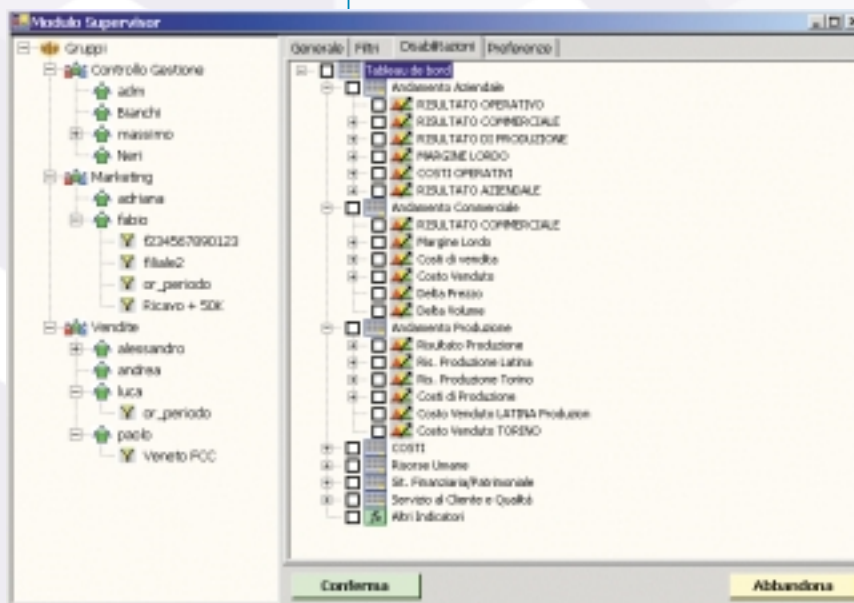 Modulo Supervisor
Gruppi
Controllo Gestione
adm
Bianchi
massimo
Neri
Marketing
adriana
fabio
f234567890123
filiale2
or_periodo
Ricavo + 50K
Vendite
alessandro
andrea
luca
or_periodo
paolo
Veneto FCC
Generale Filtri Disabilitazioni Preferenze
Tableau de bord
Andamento Aziendale
RISULTATO OPERATIVO
RISULTATO COMMERCIALE
RISULTATO DI PRODUZIONE
MARGINE LORDO
COSTI OPERATIVI
RISULTATO AZIENDALE
Andamento Commerciale
RISULTATO COMMERCIALE
Margine Lordo
Costi di vendita
Costo Venduto
Delta Prezzo
Delta Volume
Andamento Produzione
Risultato Produzione
Ris. Produzione Latina
Ris. Produzione Torino
Costi di Produzione
Costo Venduto LATINA Produzion
Costo Venduto TORINO
COSTI
Risorse Umane
Sit. Finanziaria/Patrimoniale
Servizio al Cliente e Qualità
Altri Indicatori
Conferma
Abbandona